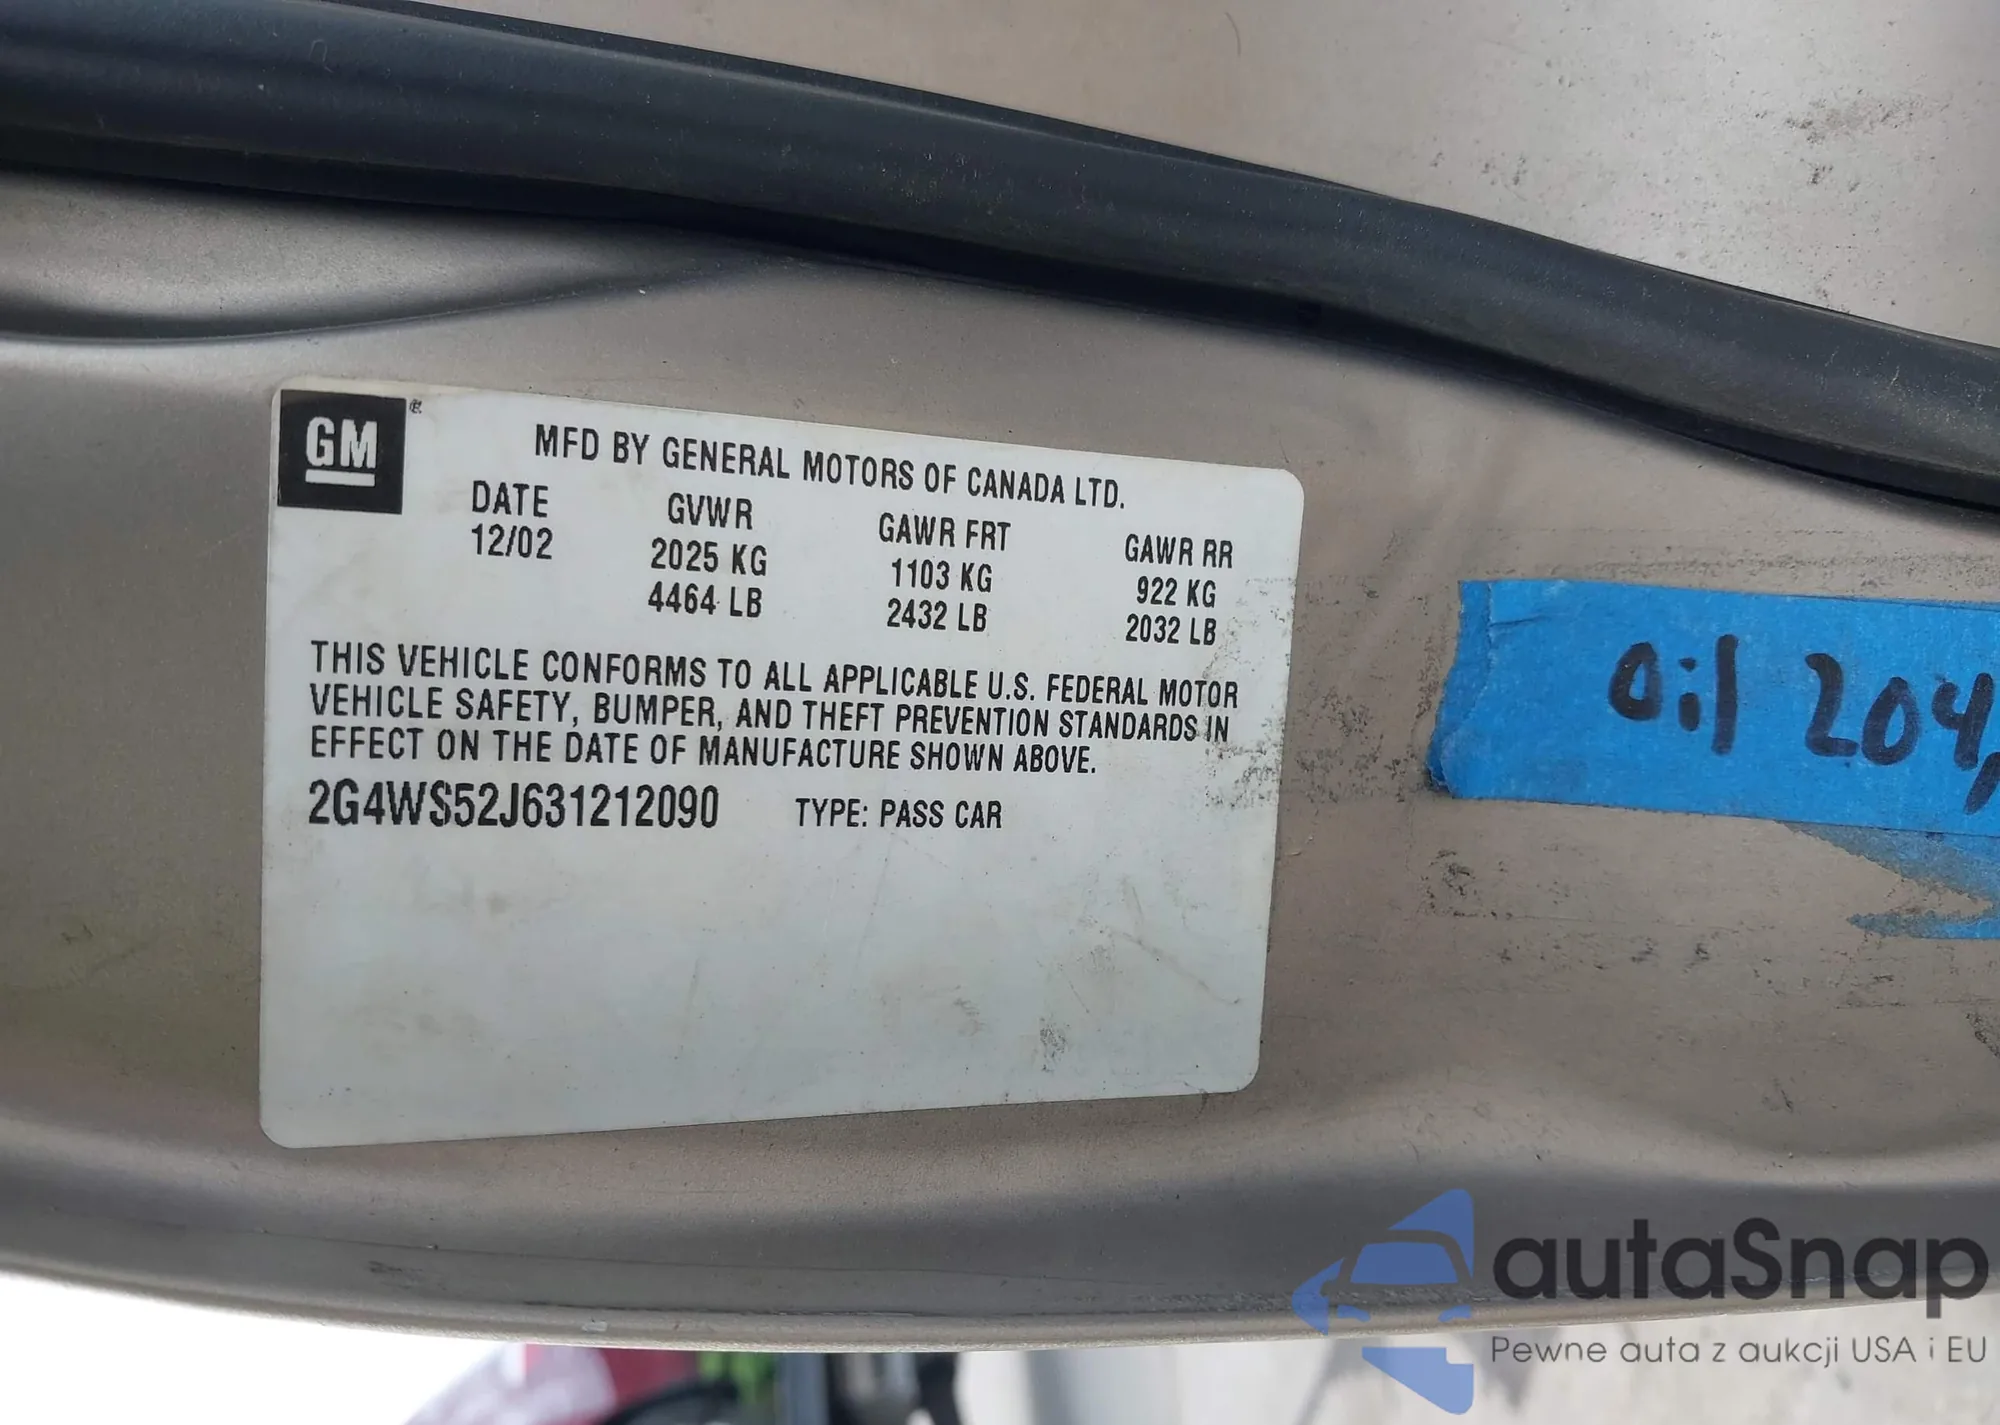 GM
MFD BY GENERAL MOTORS OF CANADA LTD.
DATE GVWR GAWR FRT GAWR RR
12/02 2025 KG 1103 KG 922 KG
4464 LB 2432 LB 2032 LB
THIS VEHICLE CONFORMS TO ALL APPLICABLE U.S. FEDERAL MOTOR
VEHICLE SAFETY, BUMPER, AND THEFT PREVENTION STANDARDS IN
EFFECT ON THE DATE OF MANUFACTURE SHOWN ABOVE.
2G4WS52J631212090 TYPE: PASS CAR
Oil 204,
autaSnap
Pewne auta z aukcji USA i EU